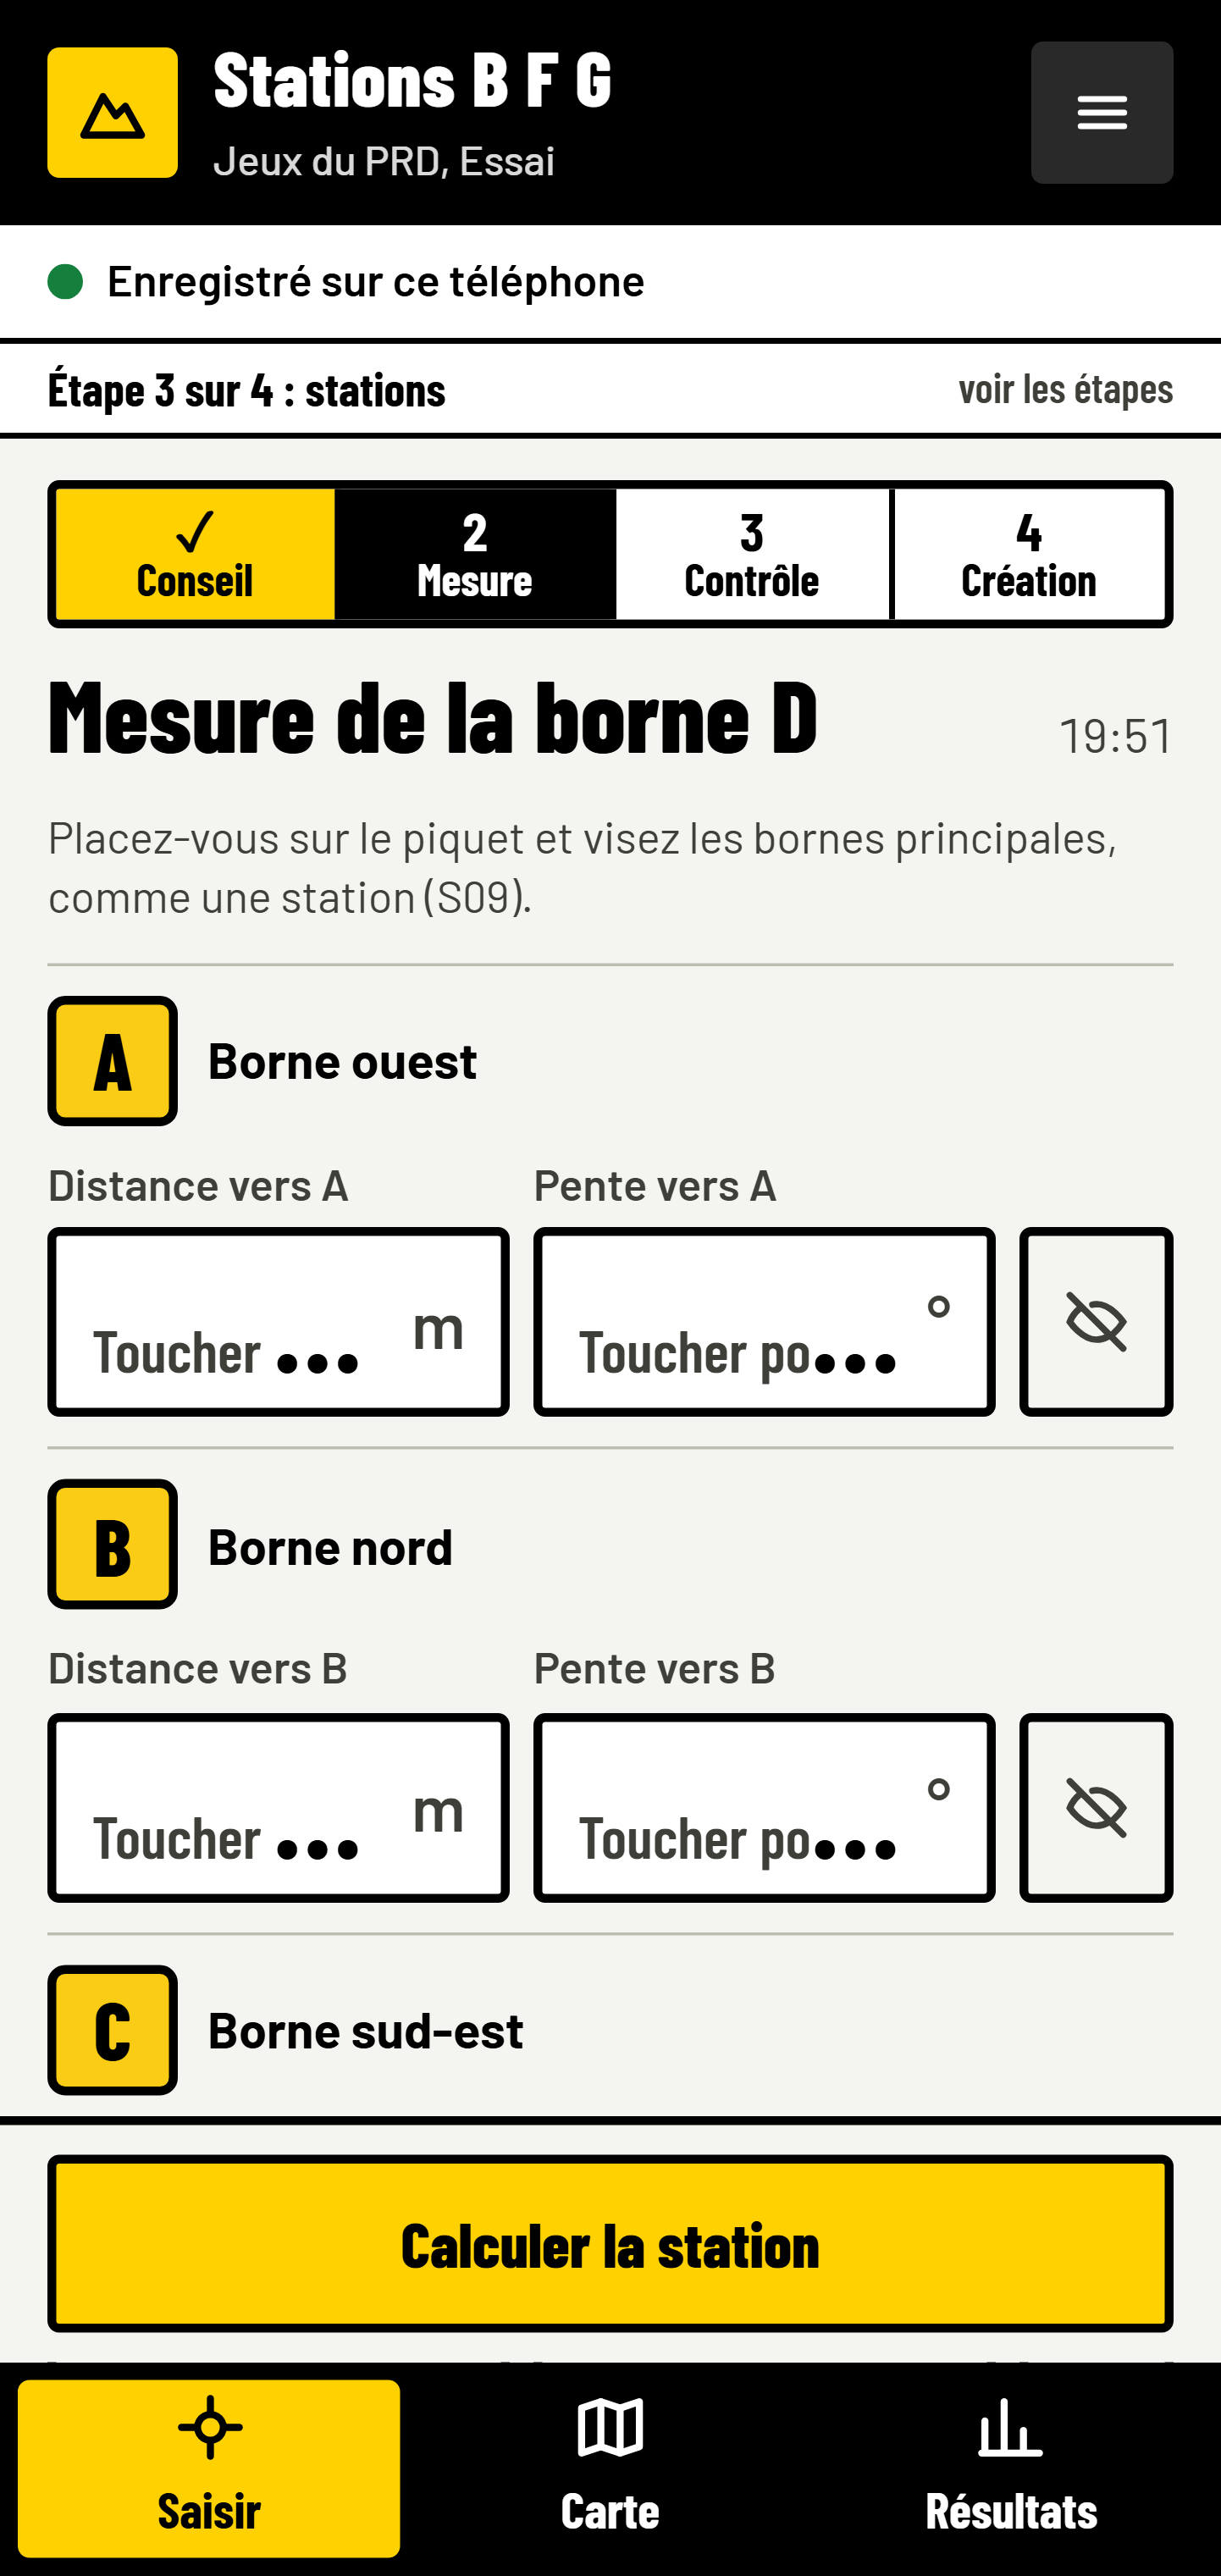 Stations B F G
Jeux du PRD, Essai
Enregistré sur ce téléphone
Étape 3 sur 4 : stations
voir les étapes
✓
Conseil
2
Mesure
3
Contrôle
4
Création
Mesure de la borne D
19:51
Placez-vous sur le piquet et visez les bornes principales,
comme une station (S09).
A
Borne ouest
Distance vers A
Pente vers A
Toucher ...
m
Toucher po...
°
B
Borne nord
Distance vers B
Pente vers B
Toucher ...
m
Toucher po...
°
C
Borne sud-est
Calculer la station
Saisir
Carte
Résultats